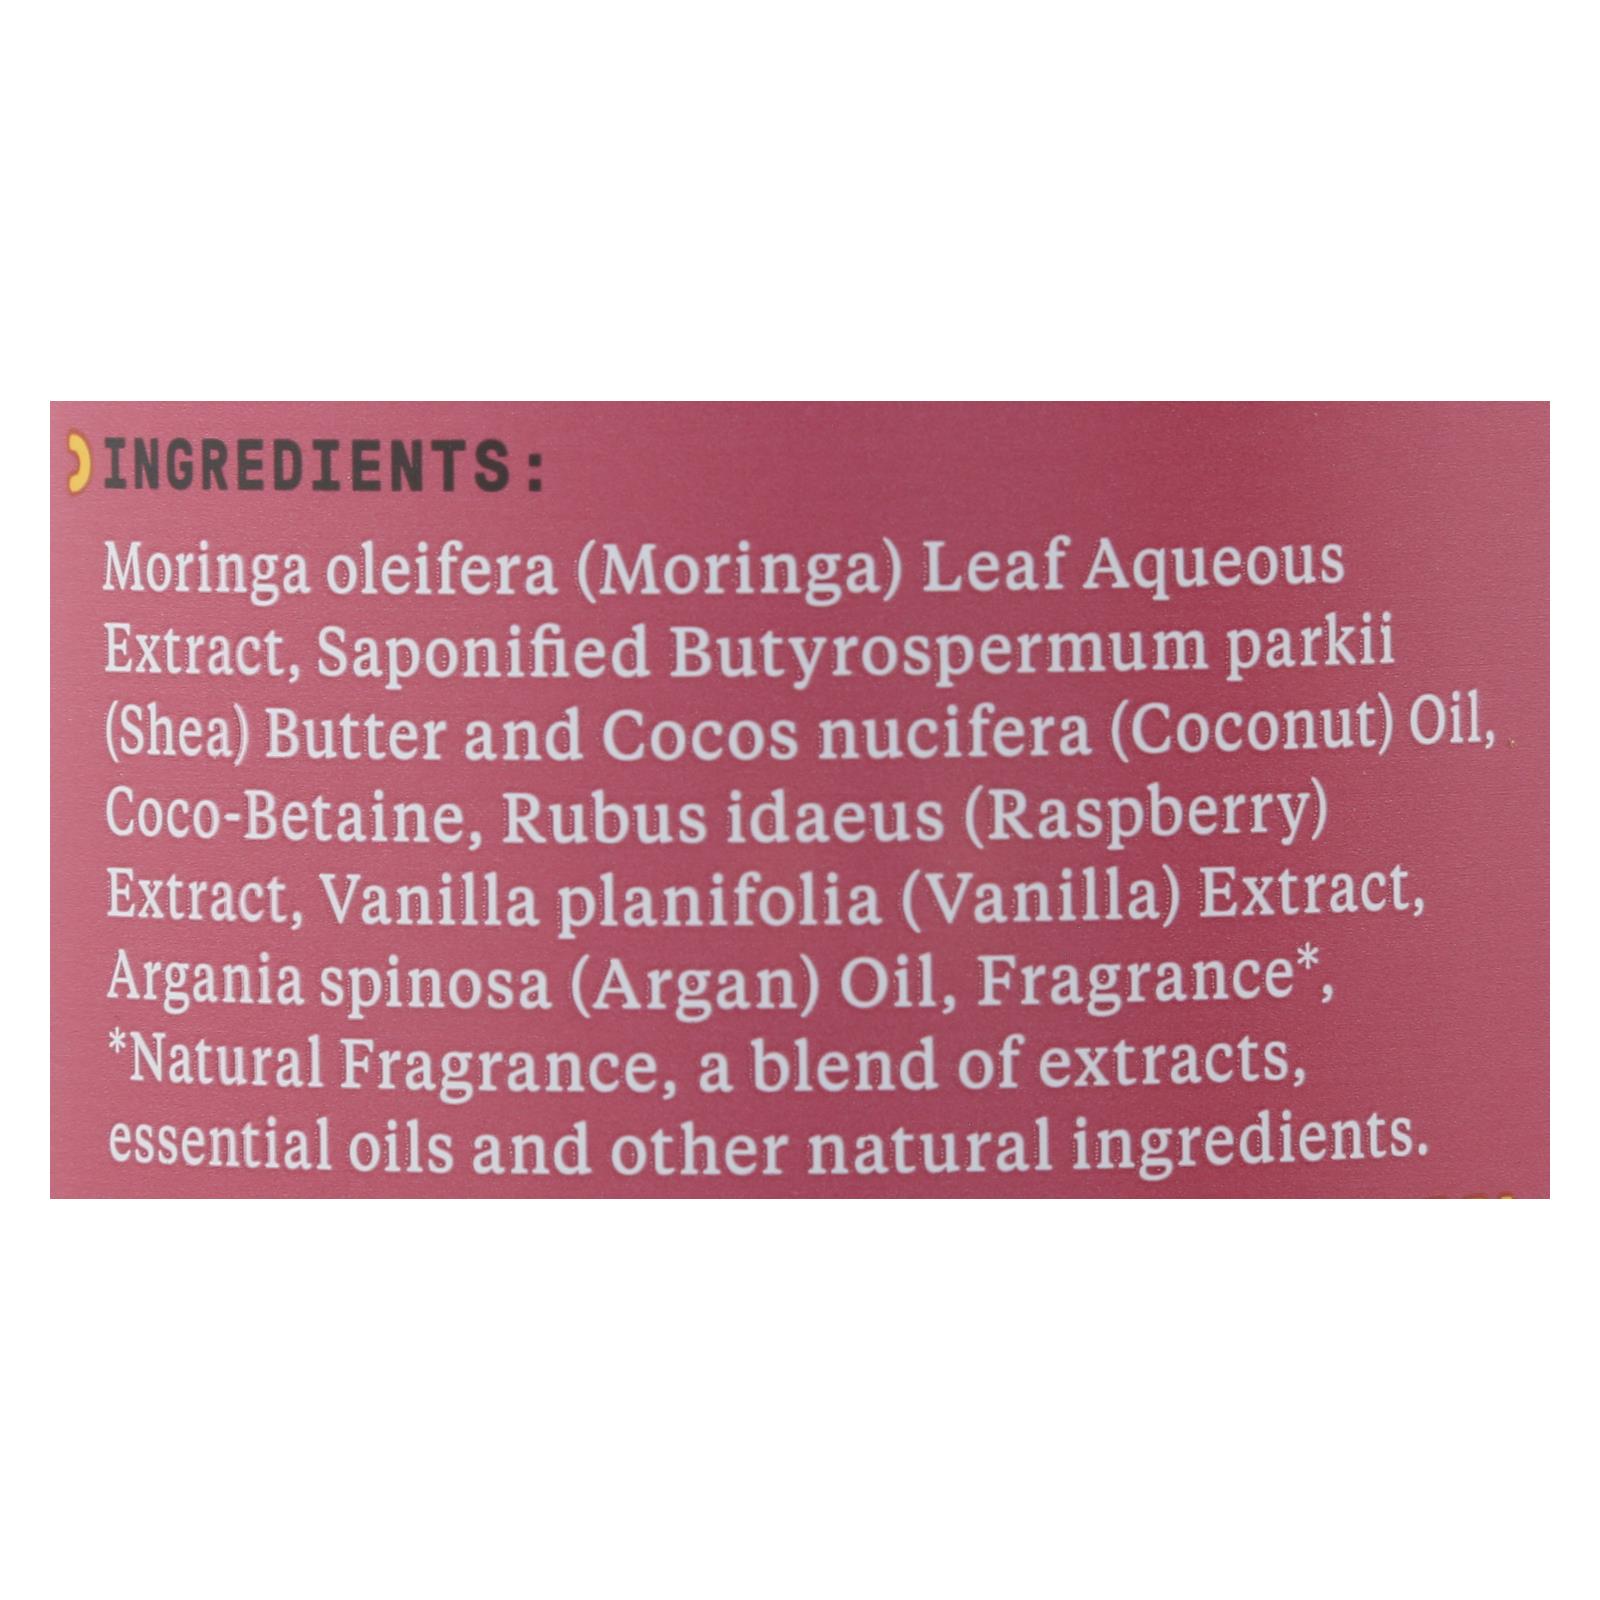 INGREDIENTS:
Moringa oleifera (Moringa) Leaf Aqueous
Extract, Saponified Butyrospermum parkii
(Shea) Butter and Cocos nucifera (Coconut) Oil,
Coco-Betaine, Rubus idaeus (Raspberry)
Extract, Vanilla planifolia (Vanilla) Extract,
Argania spinosa (Argan) Oil, Fragrance*,
*Natural Fragrance, a blend of extracts,
essential oils and other natural ingredients.